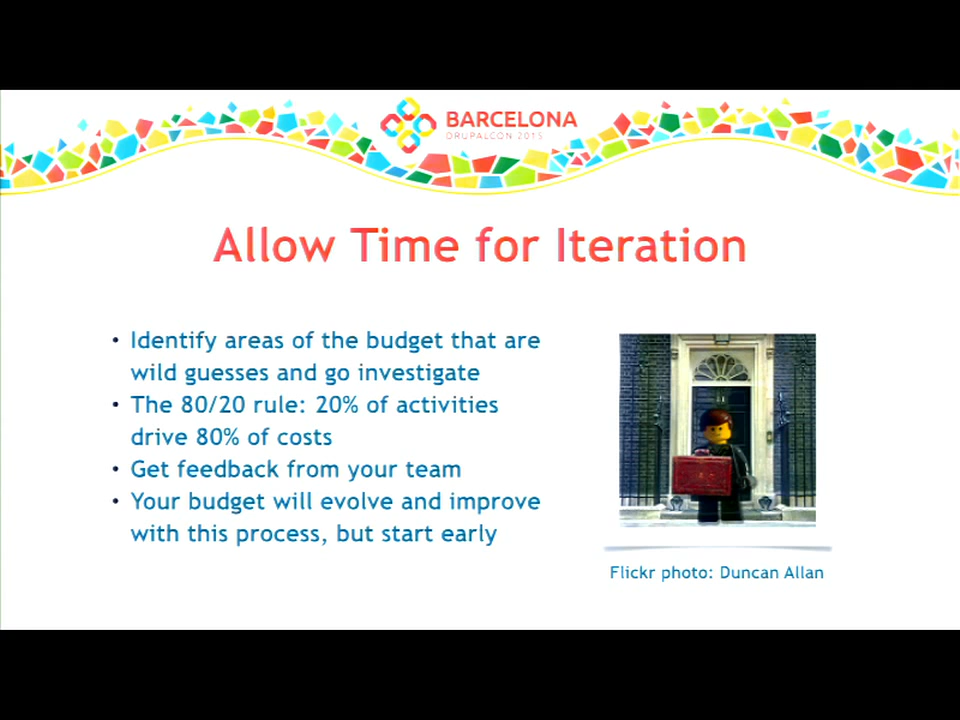 BARCELONA
DRUPALCON 2015
Allow Time for Iteration
• Identify areas of the budget that are
wild guesses and go investigate
• The 80/20 rule: 20% of activities
drive 80% of costs
• Get feedback from your team
• Your budget will evolve and improve
with this process, but start early
Flickr photo: Duncan Allan